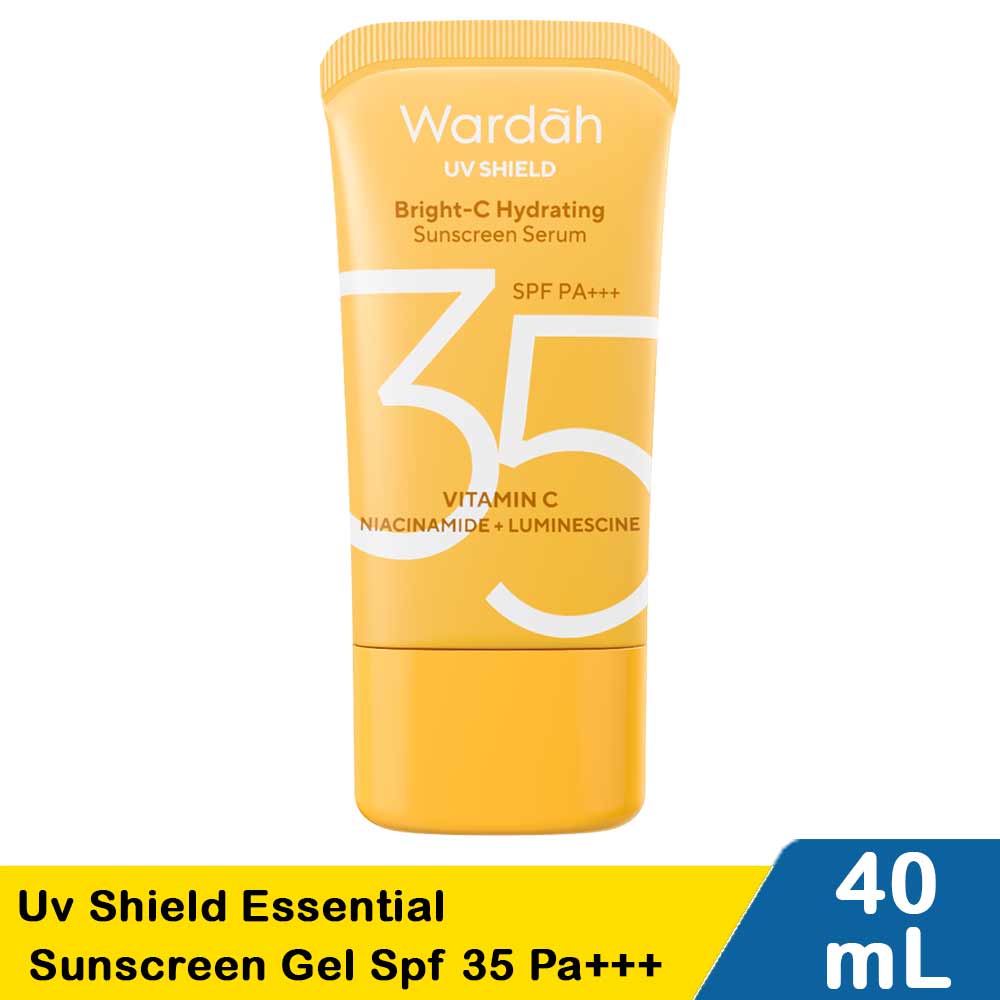 Wardãh
UV SHIELD
Bright-C Hydrating
Sunscreen Serum
SPF PA+++
35
VITAMIN C
NIACINAMIDE + LUMINESCINE
Uv Shield Essential
Sunscreen Gel Spf 35 Pa+++
40
mL